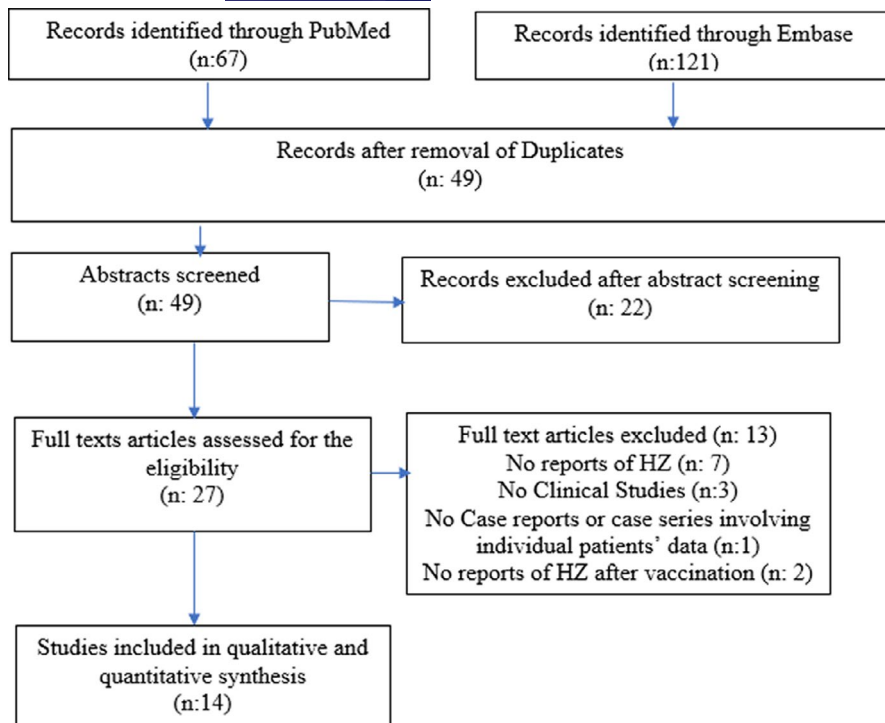 Records identified through PubMed
(n:67)
Records identified through Embase
(n:121)
Records after removal of Duplicates
(n: 49)
Abstracts screened
(n: 49)
Records excluded after abstract screening
(n: 22)
Full texts articles assessed for the
eligibility
(n: 27)
Full text articles excluded (n: 13)
No reports of HZ (n: 7)
No Clinical Studies (n:3)
No Case reports or case series involving
individual patients’ data (n:1)
No reports of HZ after vaccination (n: 2)
Studies included in qualitative and
quantitative synthesis
(n:14)